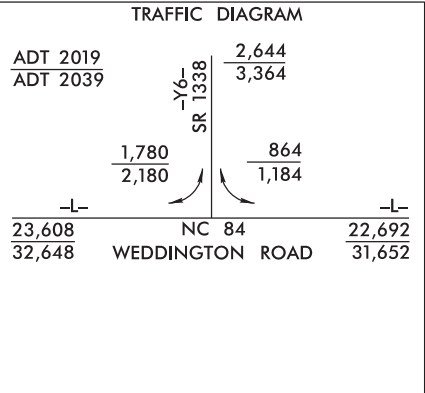 TRAFFIC DIAGRAM
ADT 2019
ADT 2039
-Y6-
SR 1338
2,644
3,364
1,780
2,180
864
1,184
-L-
-L-
23,608
32,648
NC 84
WEDDINGTON ROAD
22,692
31,652